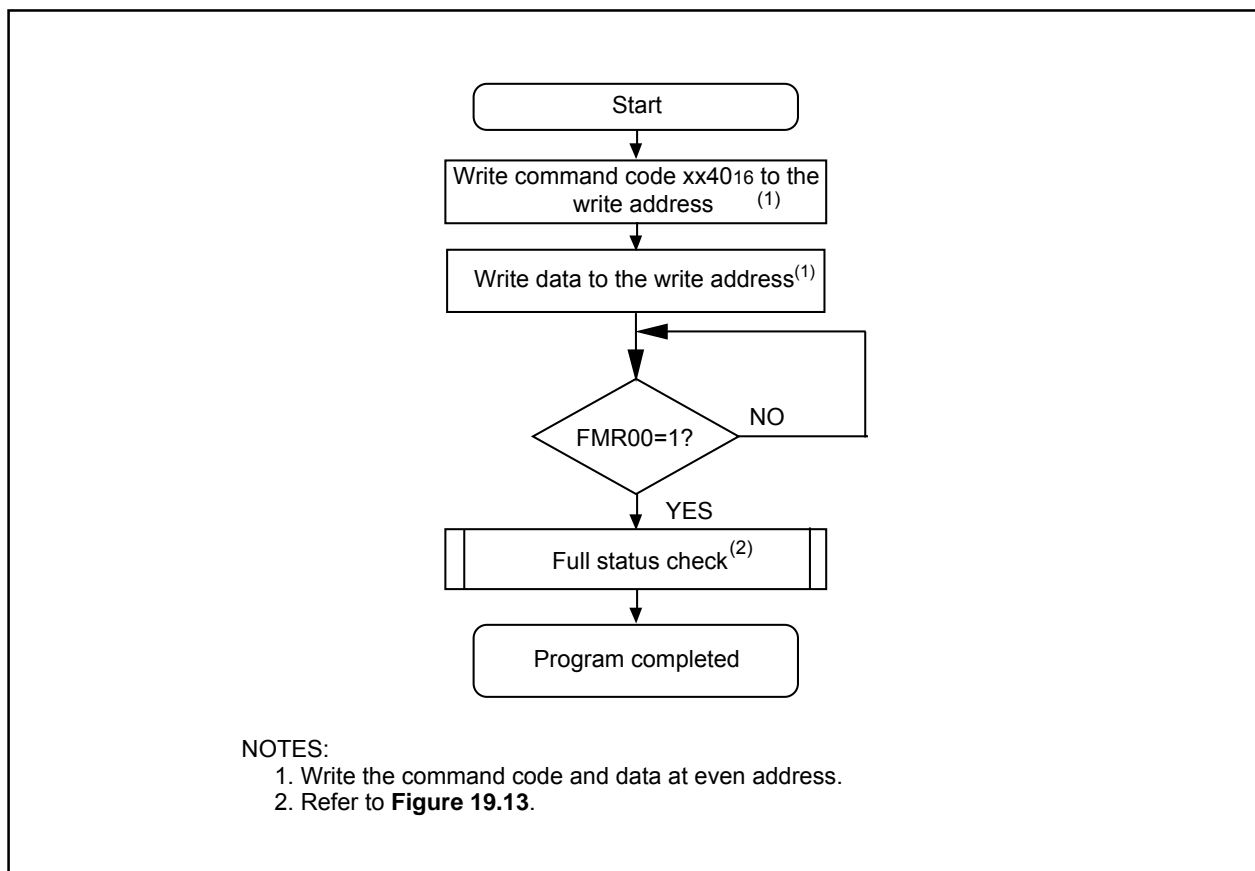 Start
Write command code xx4016 to the
write address (1)
Write data to the write address(1)
FMR00=1?
NO
YES
Full status check(2)
Program completed
NOTES:
1. Write the command code and data at even address.
2. Refer to Figure 19.13.